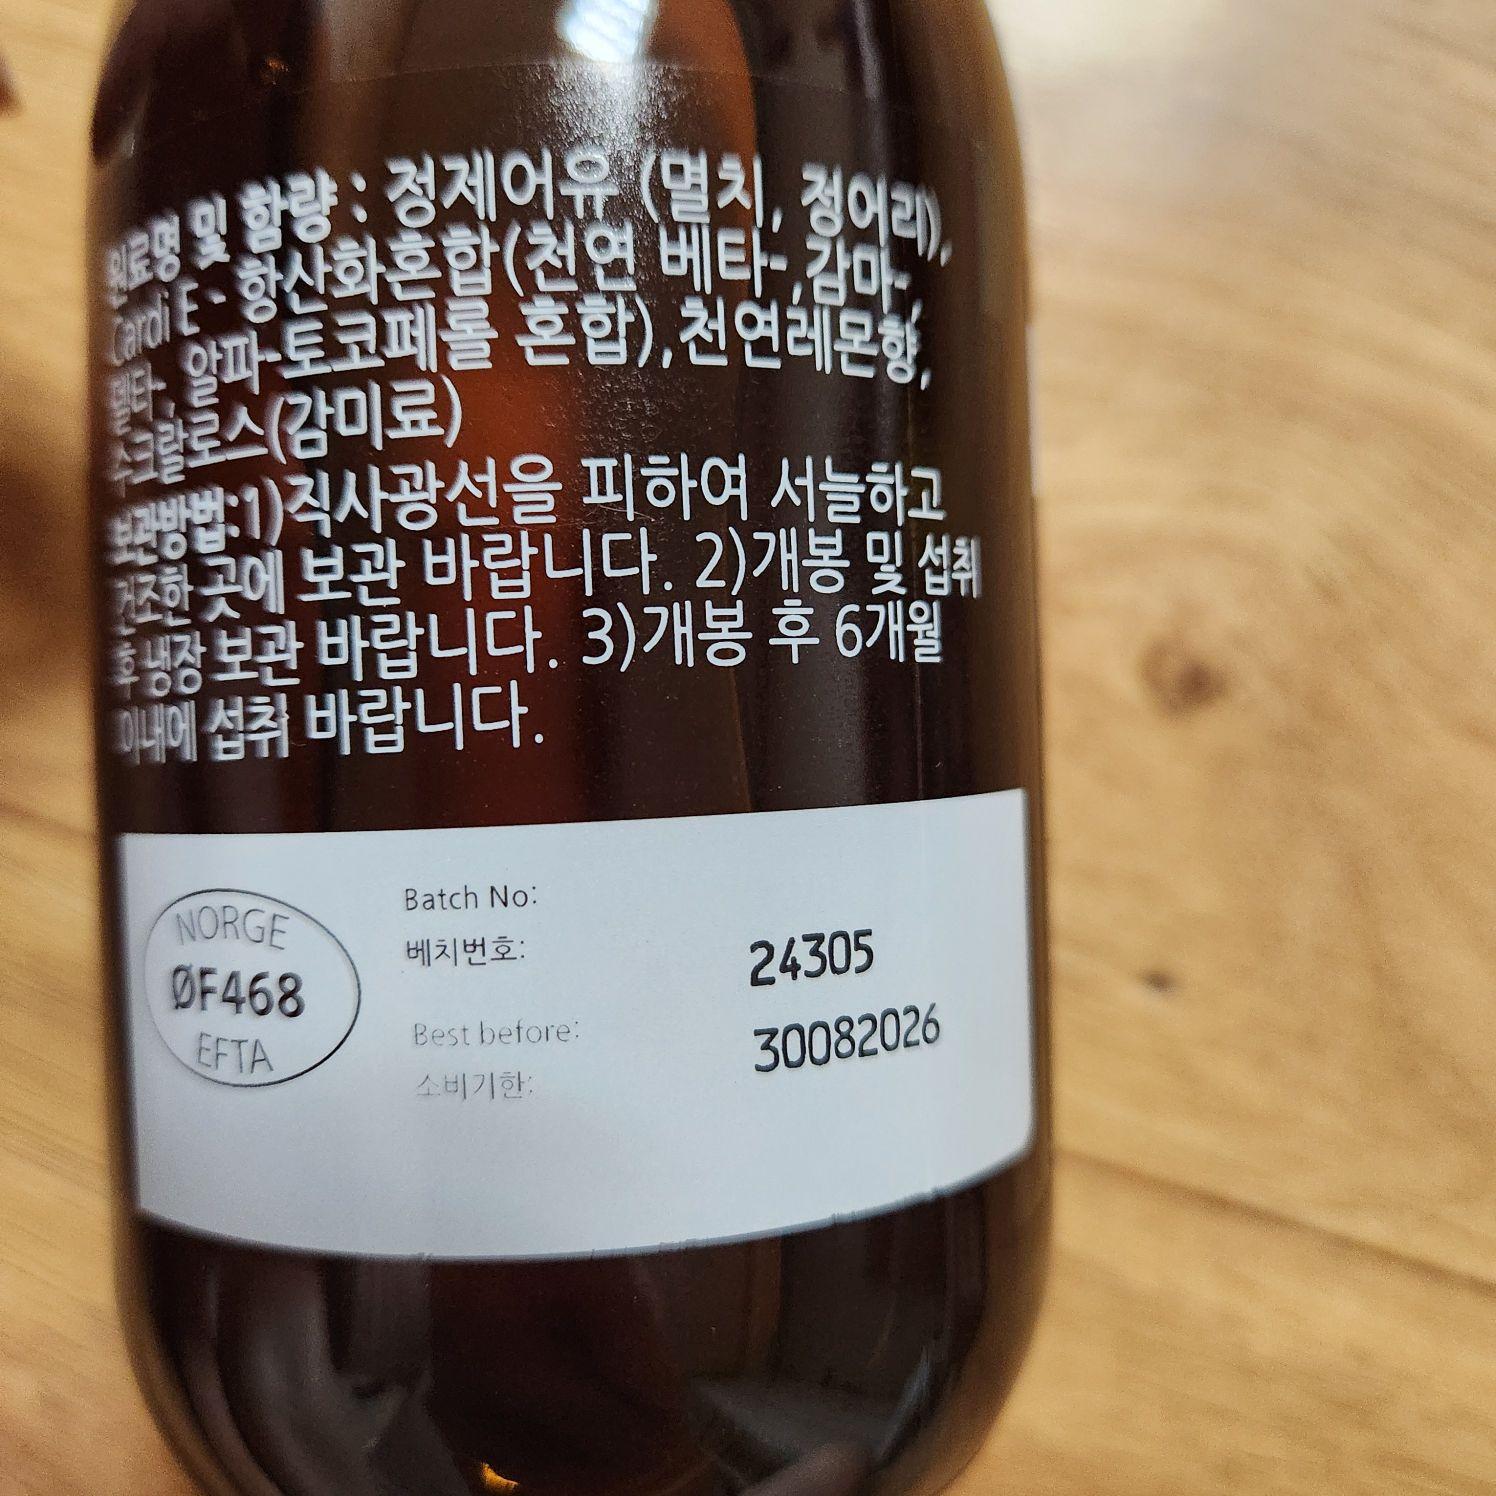 원료명 및 함량 : 정제어유 (멸치, 정어리),
Cardi E - 항산화혼합(천연 베타-,감마-,
델타-, 알파-토코페롤 혼합),천연레몬향,
수크랄로스(감미료)
보관방법:1)직사광선을 피하여 서늘하고
건조한 곳에 보관 바랍니다. 2)개봉 및 섭취
후 냉장 보관 바랍니다. 3)개봉 후 6개월
이내에 섭취 바랍니다.
NORGE
ØF468
EFTA
Batch No:
베치번호: 24305
Best before: 30082026
소비기한: